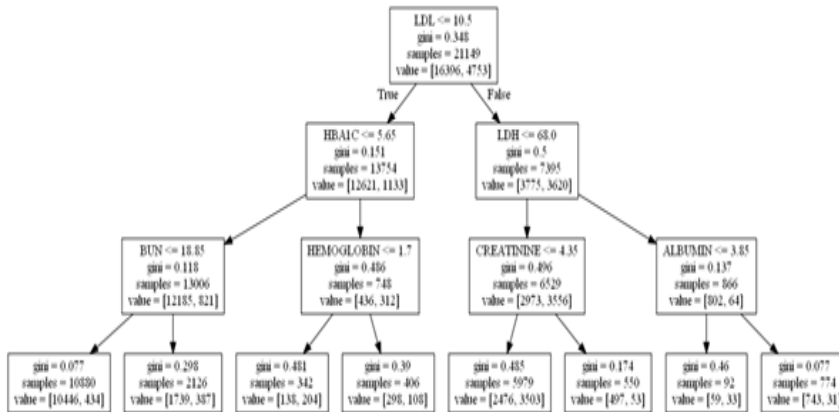 LDL <= 10.5
gini = 0.348
samples = 21149
value = [16396, 4753]
True
False
HBA1C <= 5.65
gini = 0.151
samples = 13754
value = [12621, 1133]
LDH <= 68.0
gini = 0.5
samples = 7395
value = [3775, 3620]
BUN <= 18.85
gini = 0.118
samples = 13006
value = [12185, 821]
HEMOGLOBIN <= 1.7
gini = 0.486
samples = 748
value = [436, 312]
CREATININE <= 4.35
gini = 0.496
samples = 6529
value = [2973, 3556]
ALBUMIN <= 3.85
gini = 0.137
samples = 866
value = [802, 64]
gini = 0.077
samples = 10880
value = [10446, 434]
gini = 0.298
samples = 2126
value = [1739, 387]
gini = 0.481
samples = 342
value = [138, 204]
gini = 0.39
samples = 406
value = [298, 108]
gini = 0.485
samples = 5979
value = [2476, 3503]
gini = 0.174
samples = 550
value = [497, 53]
gini = 0.46
samples = 92
value = [59, 33]
gini = 0.077
samples = 774
value = [743, 31